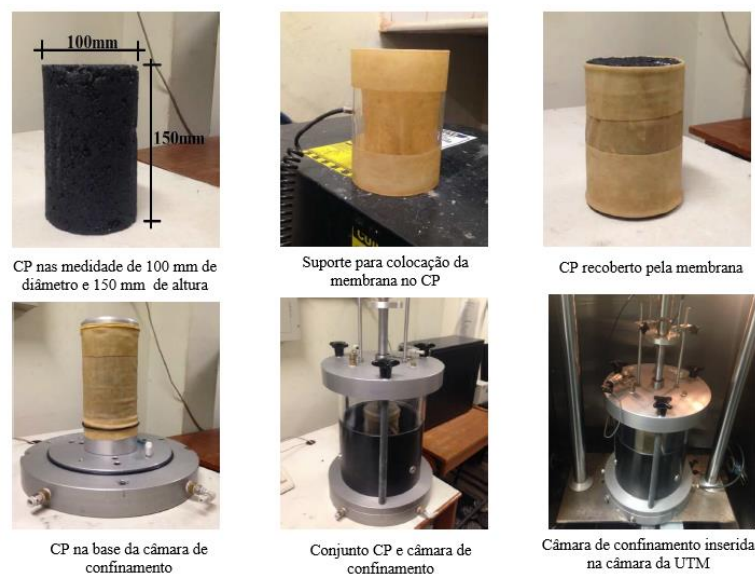 100mm
150mm
CP nas medidade de 100 mm de
diâmetro e 150 mm  de altura
Suporte para colocação da
membrana no CP
CP recoberto pela membrana
CP na base da câmara de
confinamento
Conjunto CP e câmara de
confinamento
Câmara de confinamento inserida
na câmara da UTM